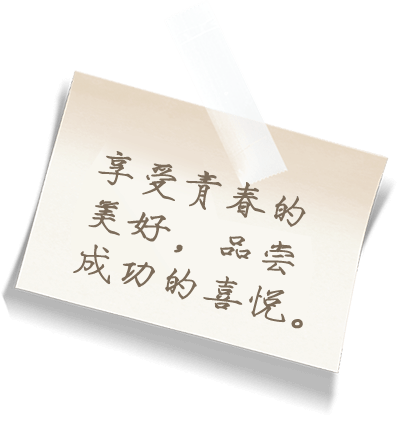 享受青春的
美好，品尝
成功的喜悦。